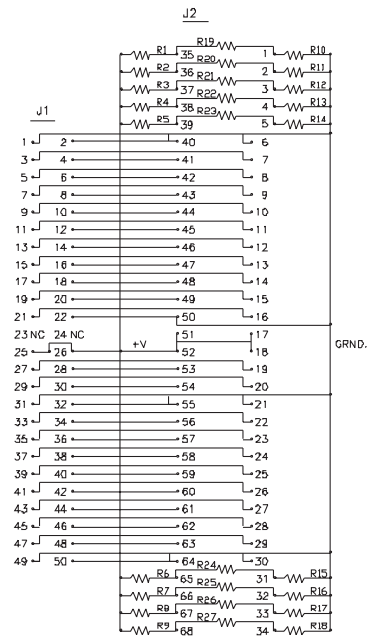 J2
R19
R1 35 1 R10
R20
R2 36 2 R11
R21
R3 37 3 R12
R22
R4 38 4 R13
R23
J1 R5 39 5 R14
1 2 40 6
3 4 41 7
5 6 42 8
7 8 43 9
9 10 44 10
11 12 45 11
13 14 46 12
15 16 47 13
17 18 48 14
19 20 49 15
21 22 50 16
23 NC 24 NC 51 17
+V GRND.
25 26 52 18
27 28 53 19
29 30 54 20
31 32 55 21
33 34 56 22
35 36 57 23
37 38 58 24
39 40 59 25
41 42 60 26
43 44 61 27
45 46 62 28
47 48 63 29
49 50 64 30
R24
R6 65 31 R15
R25
R7 66 32 R16
R26
R8 67 33 R17
R27
R9 68 34 R18